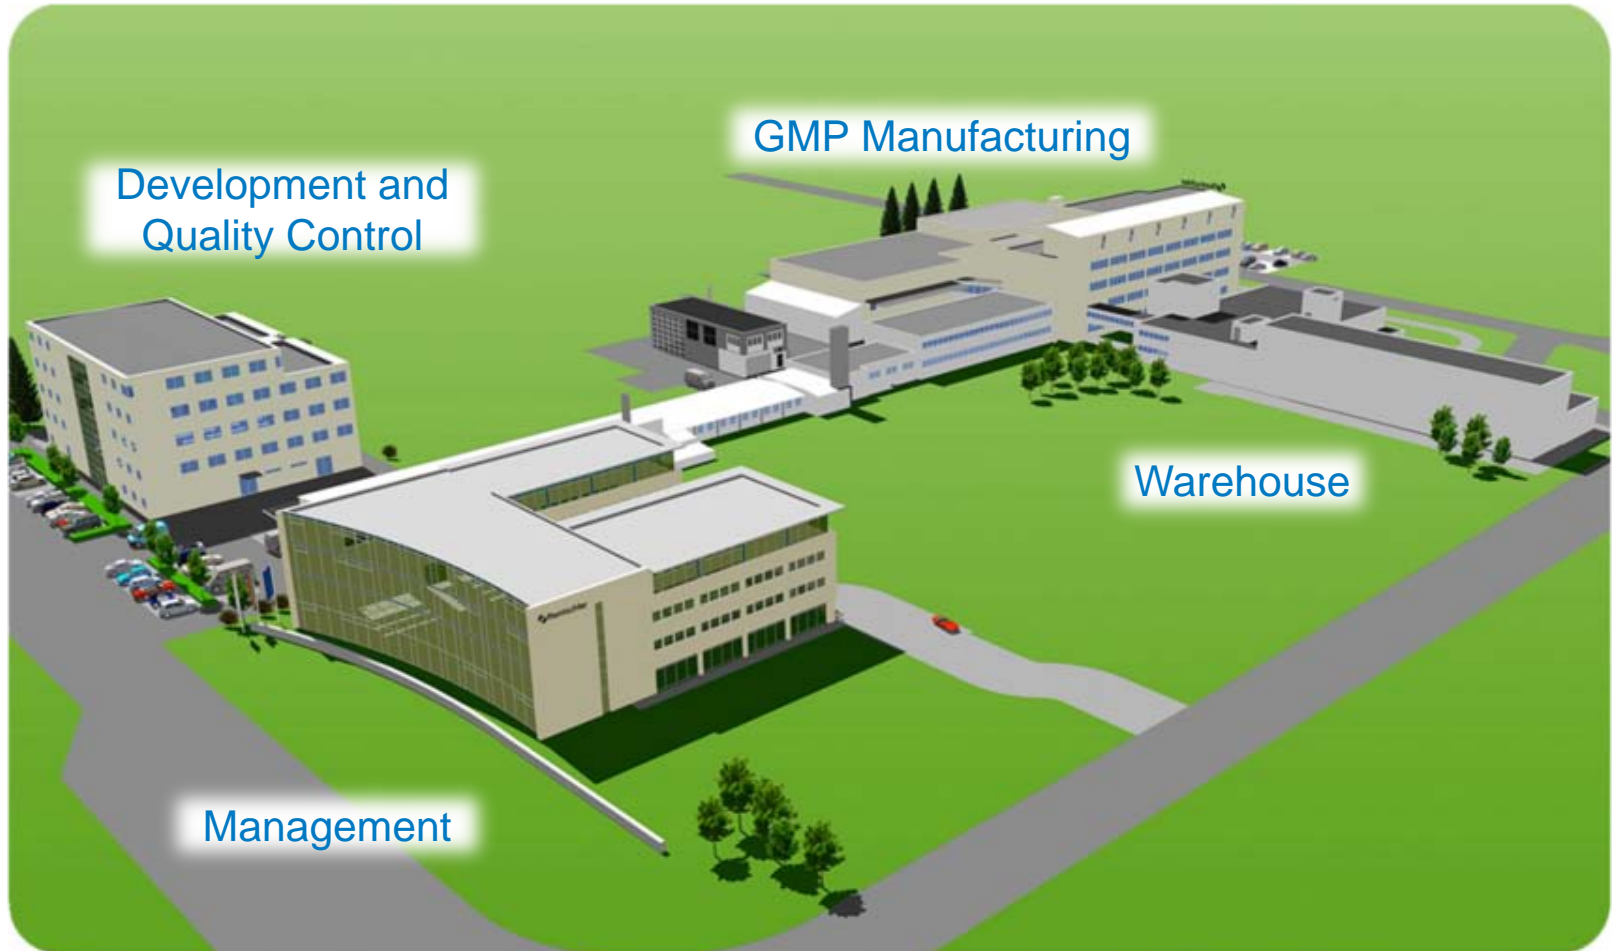 GMP Manufacturing
Development and
Quality Control
Warehouse
Management